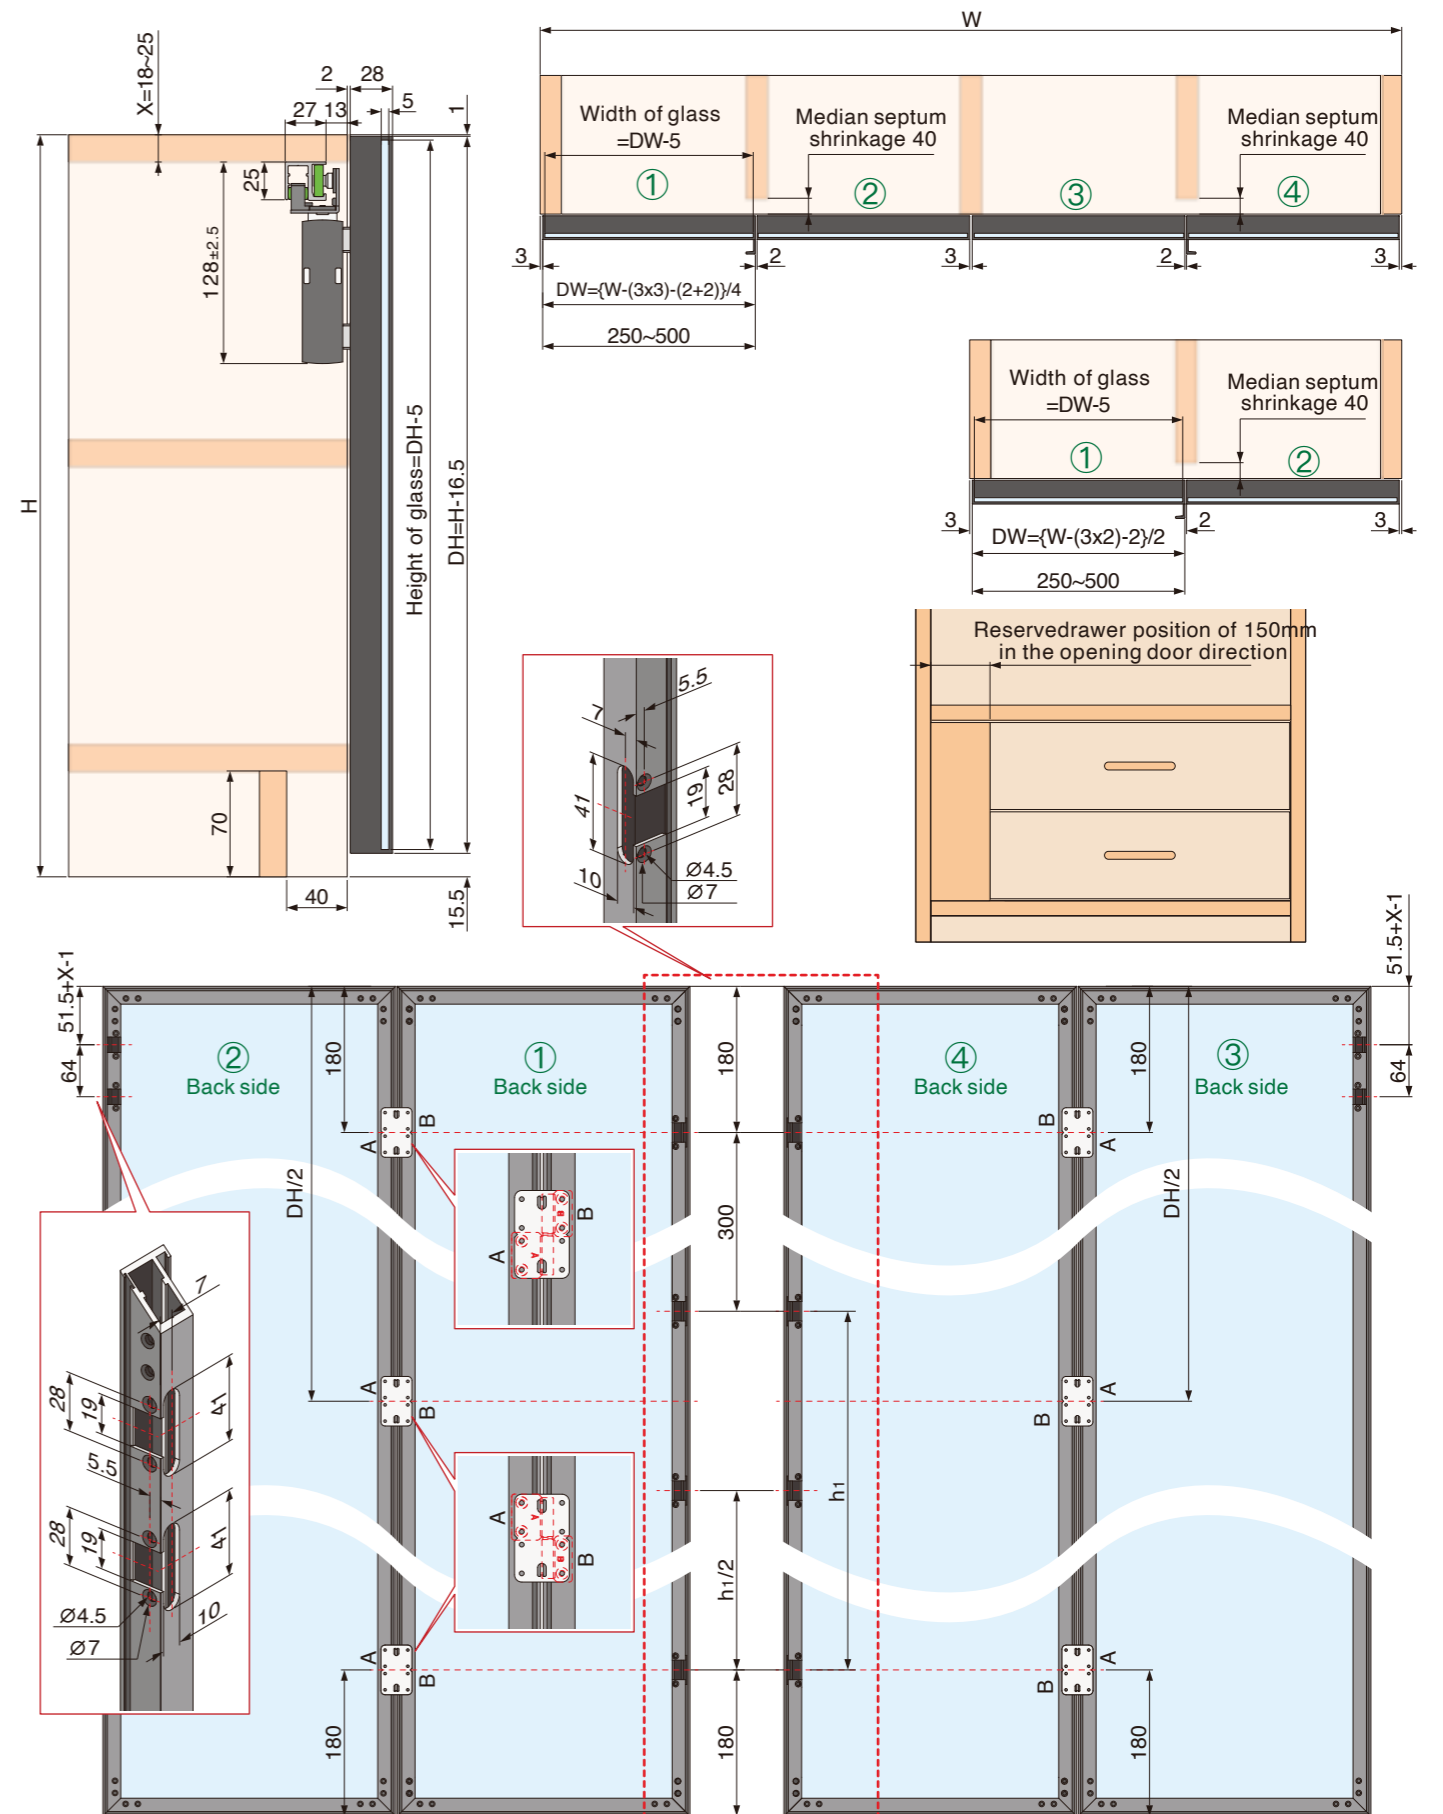 X=18~25
2
28
27
13
5
1
25
128±2.5
H
Height of glass=DH-5
DH=H-16.5
70
40
15.5
W
Width of glass
=DW-5
Median septum
shrinkage 40
Median septum
shrinkage 40
①
②
③
④
3
2
3
2
3
DW={W-(3x3)-(2+2)}/4
250~500
Width of glass
=DW-5
Median septum
shrinkage 40
①
②
3
2
3
DW={W-(3x2)-2}/2
250~500
Reservedrawer position of 150mm
in the opening door direction
5.5
7
41
19
28
10
Ø4.5
Ø7
51.5+X-1
64
②
Back side
180
DH/2
①
Back side
A
B
A
B
A
B
180
A
B
A
B
180
300
h1
h1/2
180
④
Back side
③
Back side
180
DH/2
B
A
A
B
A
B
180
51.5+X-1
64
7
28
19
41
5.5
28
19
41
Ø4.5
Ø7
10